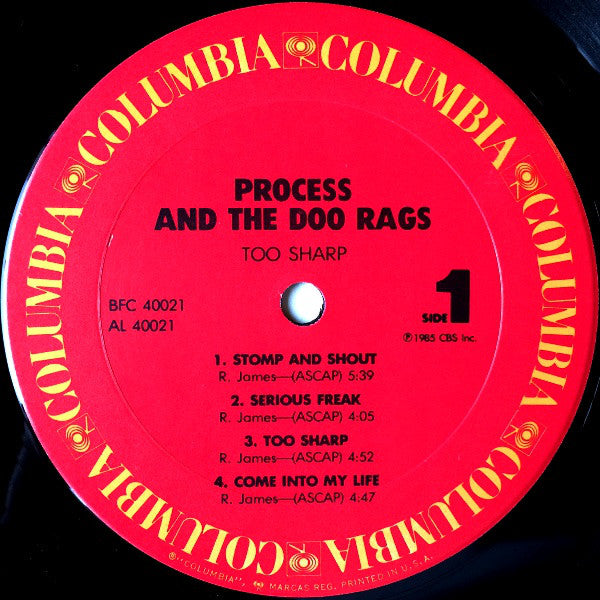 COLUMBIA COLUMBIA COLUMBIA COLUMBIA COLUMBIA COLUMBIA
PROCESS
AND THE DOO RAGS
TOO SHARP
BFC 40021
AL 40021
SIDE 1
℗1985 CBS Inc.
1. STOMP AND SHOUT
R. James—(ASCAP) 5:39
2. SERIOUS FREAK
R. James—(ASCAP) 4:05
3. TOO SHARP
R. James—(ASCAP) 4:52
4. COME INTO MY LIFE
R. James—(ASCAP) 4:47
®"COLUMBIA", MARCAS REG. PRINTED IN U.S.A.